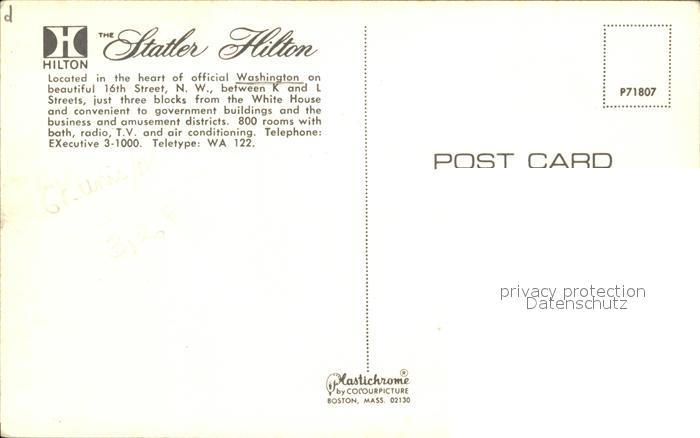 d
THE Statler Hilton
HILTON
Located in the heart of official Washington on
beautiful 16th Street, N. W., between K and L
Streets, just three blocks from the White House
and convenient to government buildings and the
business and amusement districts. 800 rooms with
bath, radio, T.V. and air conditioning. Telephone:
EXecutive 3-1000. Teletype: WA 122.
P71807
POST CARD
privacy protection
Datenschutz
Plastichrome®
by COLOURPICTURE
BOSTON, MASS. 02130